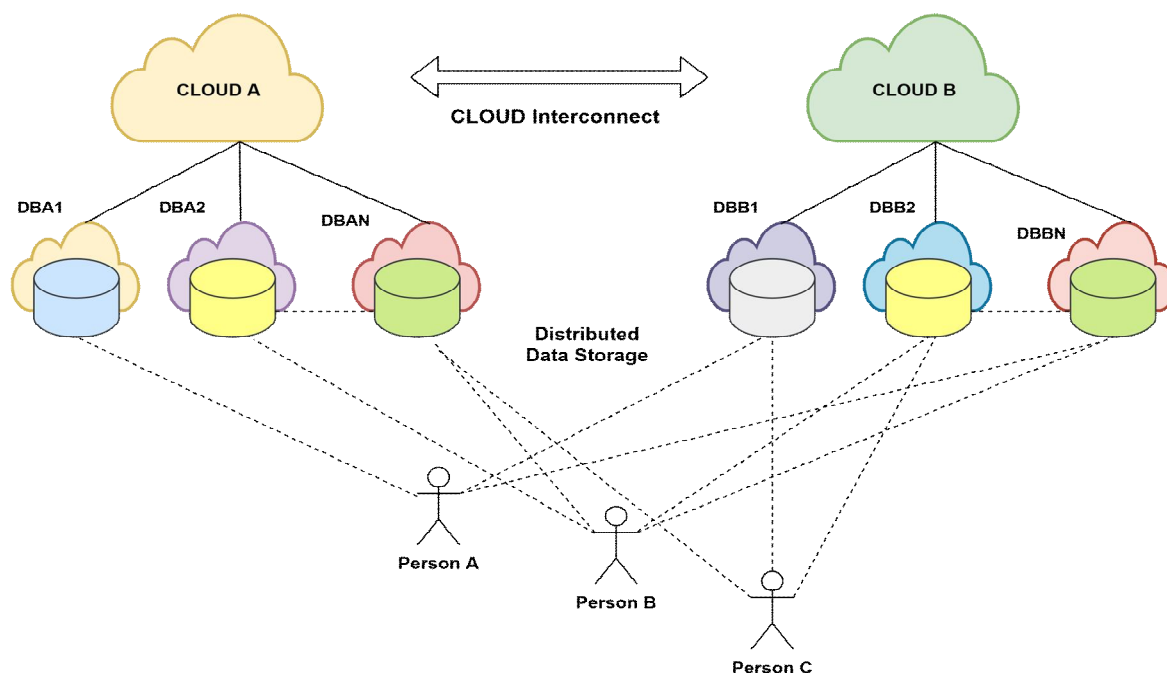 CLOUD A
CLOUD B
CLOUD Interconnect
DBA1
DBA2
DBAN
DBB1
DBB2
DBBN
Distributed
Data Storage
Person A
Person B
Person C